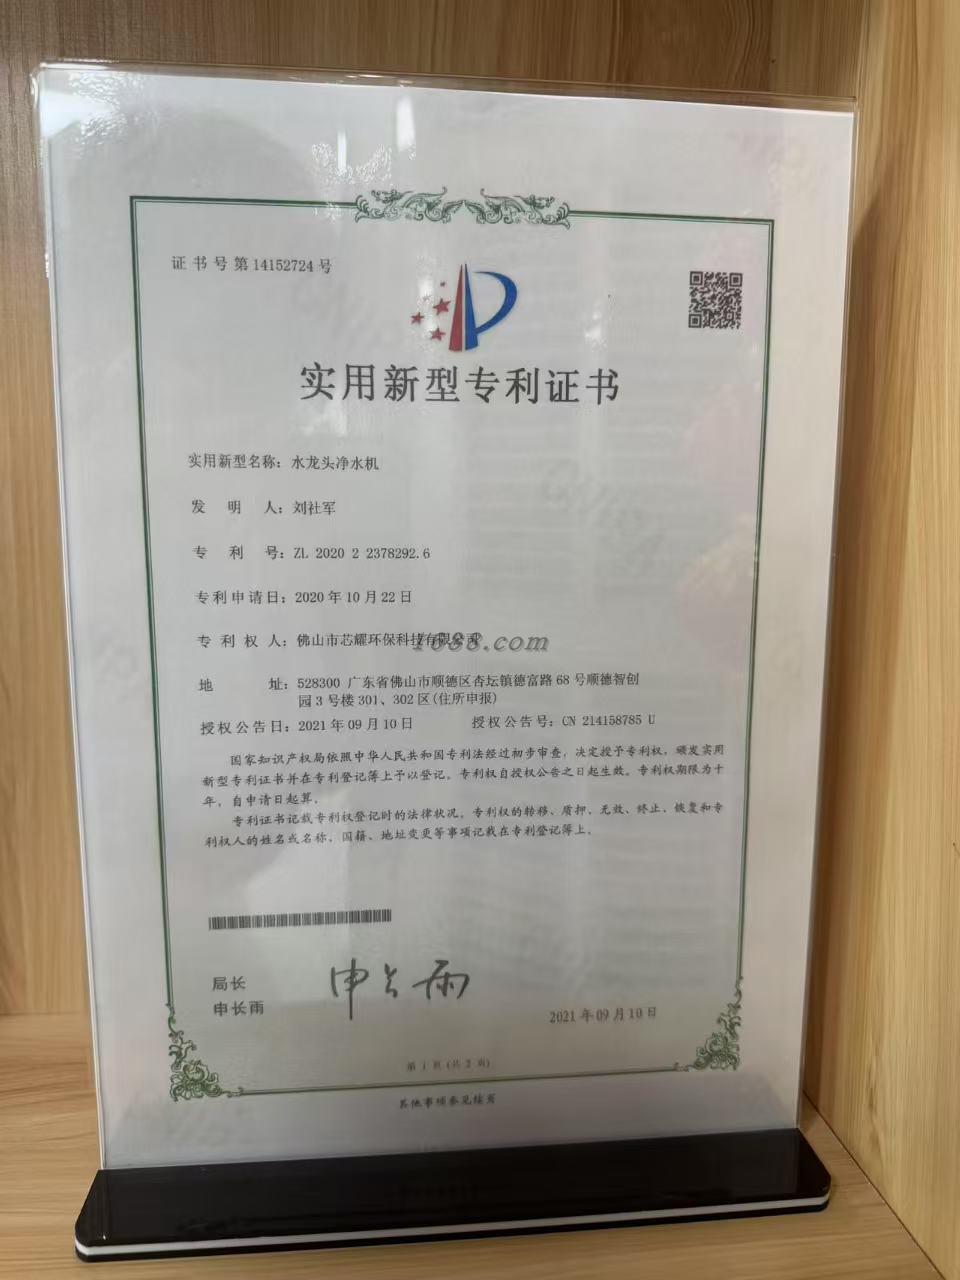 证书号第14152724号
实用新型专利证书
实用新型名称：水龙头净水机
发明人：刘社军
专利号：ZL 2020 2 2378292.6
专利申请日：2020年10月22日
专利权人：佛山市芯耀环保科技有限公司
1688.com
地址：528300 广东省佛山市顺德区杏坛镇德富路68号顺德智创
园3号楼301、302区(住所申报)
授权公告日：2021年09月10日 授权公告号：CN 214158785 U
国家知识产权局依照中华人民共和国专利法经过初步审查，决定授予专利权，颁发实用
新型专利证书并在专利登记簿上予以登记。专利权自授权公告之日起生效。专利权期限为十
年，自申请日起算。
专利证书记载专利权登记时的法律状况。专利权的转移、质押、无效、终止、恢复和专
利权人的姓名或名称、国籍、地址变更等事项记载在专利登记簿上。
局长
申长雨
申长雨
2021年09月10日
第1页(共2页)
其他事项参见续页